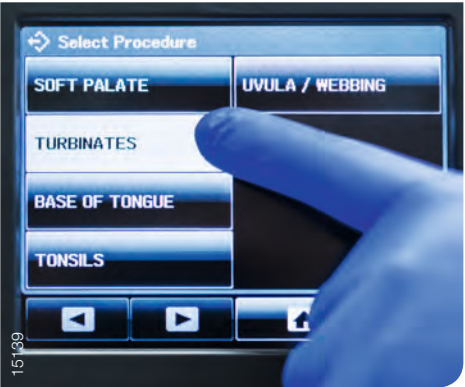 Select Procedure
SOFT PALATE
UVULA / WEBBING
TURBINATES
BASE OF TONGUE
TONSILS
15139